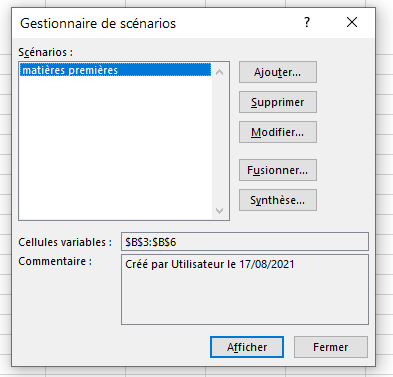 Gestionnaire de scénarios
?
Scénarios :
matières premières
Ajouter...
Supprimer
Modifier...
Fusionner...
Synthèse...
Cellules variables : $B$3:$B$6
Commentaire : Créé par Utilisateur le 17/08/2021
Afficher Fermer